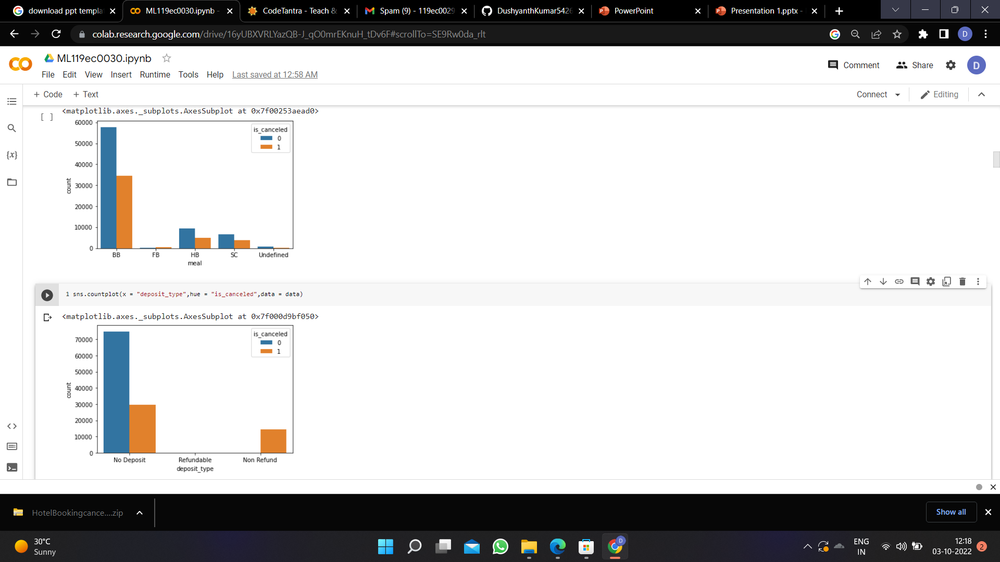 download ppt templa
ML119ec0030.ipynb -
CodeTantra - Teach &
Spam (9) - 119ec0029
DushyanthKumar5426
PowerPoint
Presentation 1.pptx -
colab.research.google.com/drive/16yUBXVRLYazQB-J_qO0mrEKnuH_tDv6F#scrollTo=SE9Rw0da_rlt
D
ML119ec0030.ipynb
File Edit View Insert Runtime Tools Help Last saved at 12:58 AM
Comment Share D
+ Code + Text
Connect Editing
[ ]
<matplotlib.axes._subplots.AxesSubplot at 0x7f00253aead0>
is_canceled
0
1
60000
50000
40000
30000
20000
10000
0
count
BB FB HB SC Undefined
meal
1 sns.countplot(x = "deposit_type",hue = "is_canceled",data = data)
<matplotlib.axes._subplots.AxesSubplot at 0x7f000d9bf050>
is_canceled
0
1
70000
60000
50000
40000
30000
20000
10000
0
count
No Deposit Refundable Non Refund
deposit_type
{x}
HotelBookingcance....zip
Show all
30°C
Sunny
D
ENG
IN
12:18
03-10-2022
2